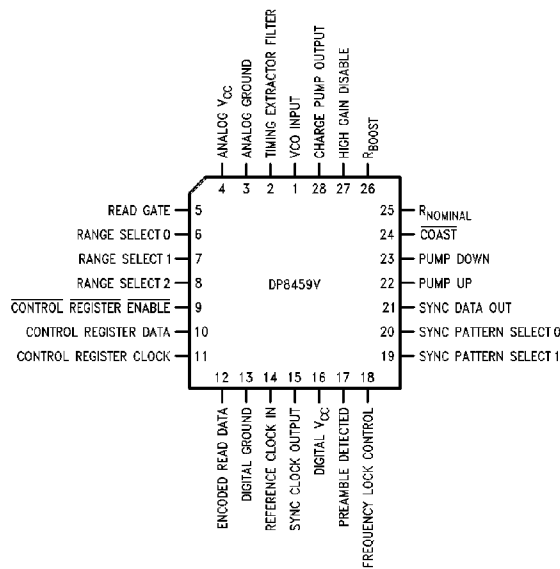 ANALOG VCC
ANALOG GROUND
TIMING EXTRACTOR FILTER
VCO INPUT
CHARGE PUMP OUTPUT
HIGH GAIN DISABLE
RBOOST
4 3 2 1 28 27 26
READ GATE 5
RANGE SELECT 0 6
RANGE SELECT 1 7
RANGE SELECT 2 8
CONTROL REGISTER ENABLE 9
CONTROL REGISTER DATA 10
CONTROL REGISTER CLOCK 11
DP8459V
25 RNOMINAL
24 COAST
23 PUMP DOWN
22 PUMP UP
21 SYNC DATA OUT
20 SYNC PATTERN SELECT 0
19 SYNC PATTERN SELECT 1
12 13 14 15 16 17 18
ENCODED READ DATA
DIGITAL GROUND
REFERENCE CLOCK IN
SYNC CLOCK OUTPUT
DIGITAL VCC
PREAMBLE DETECTED
FREQUENCY LOCK CONTROL